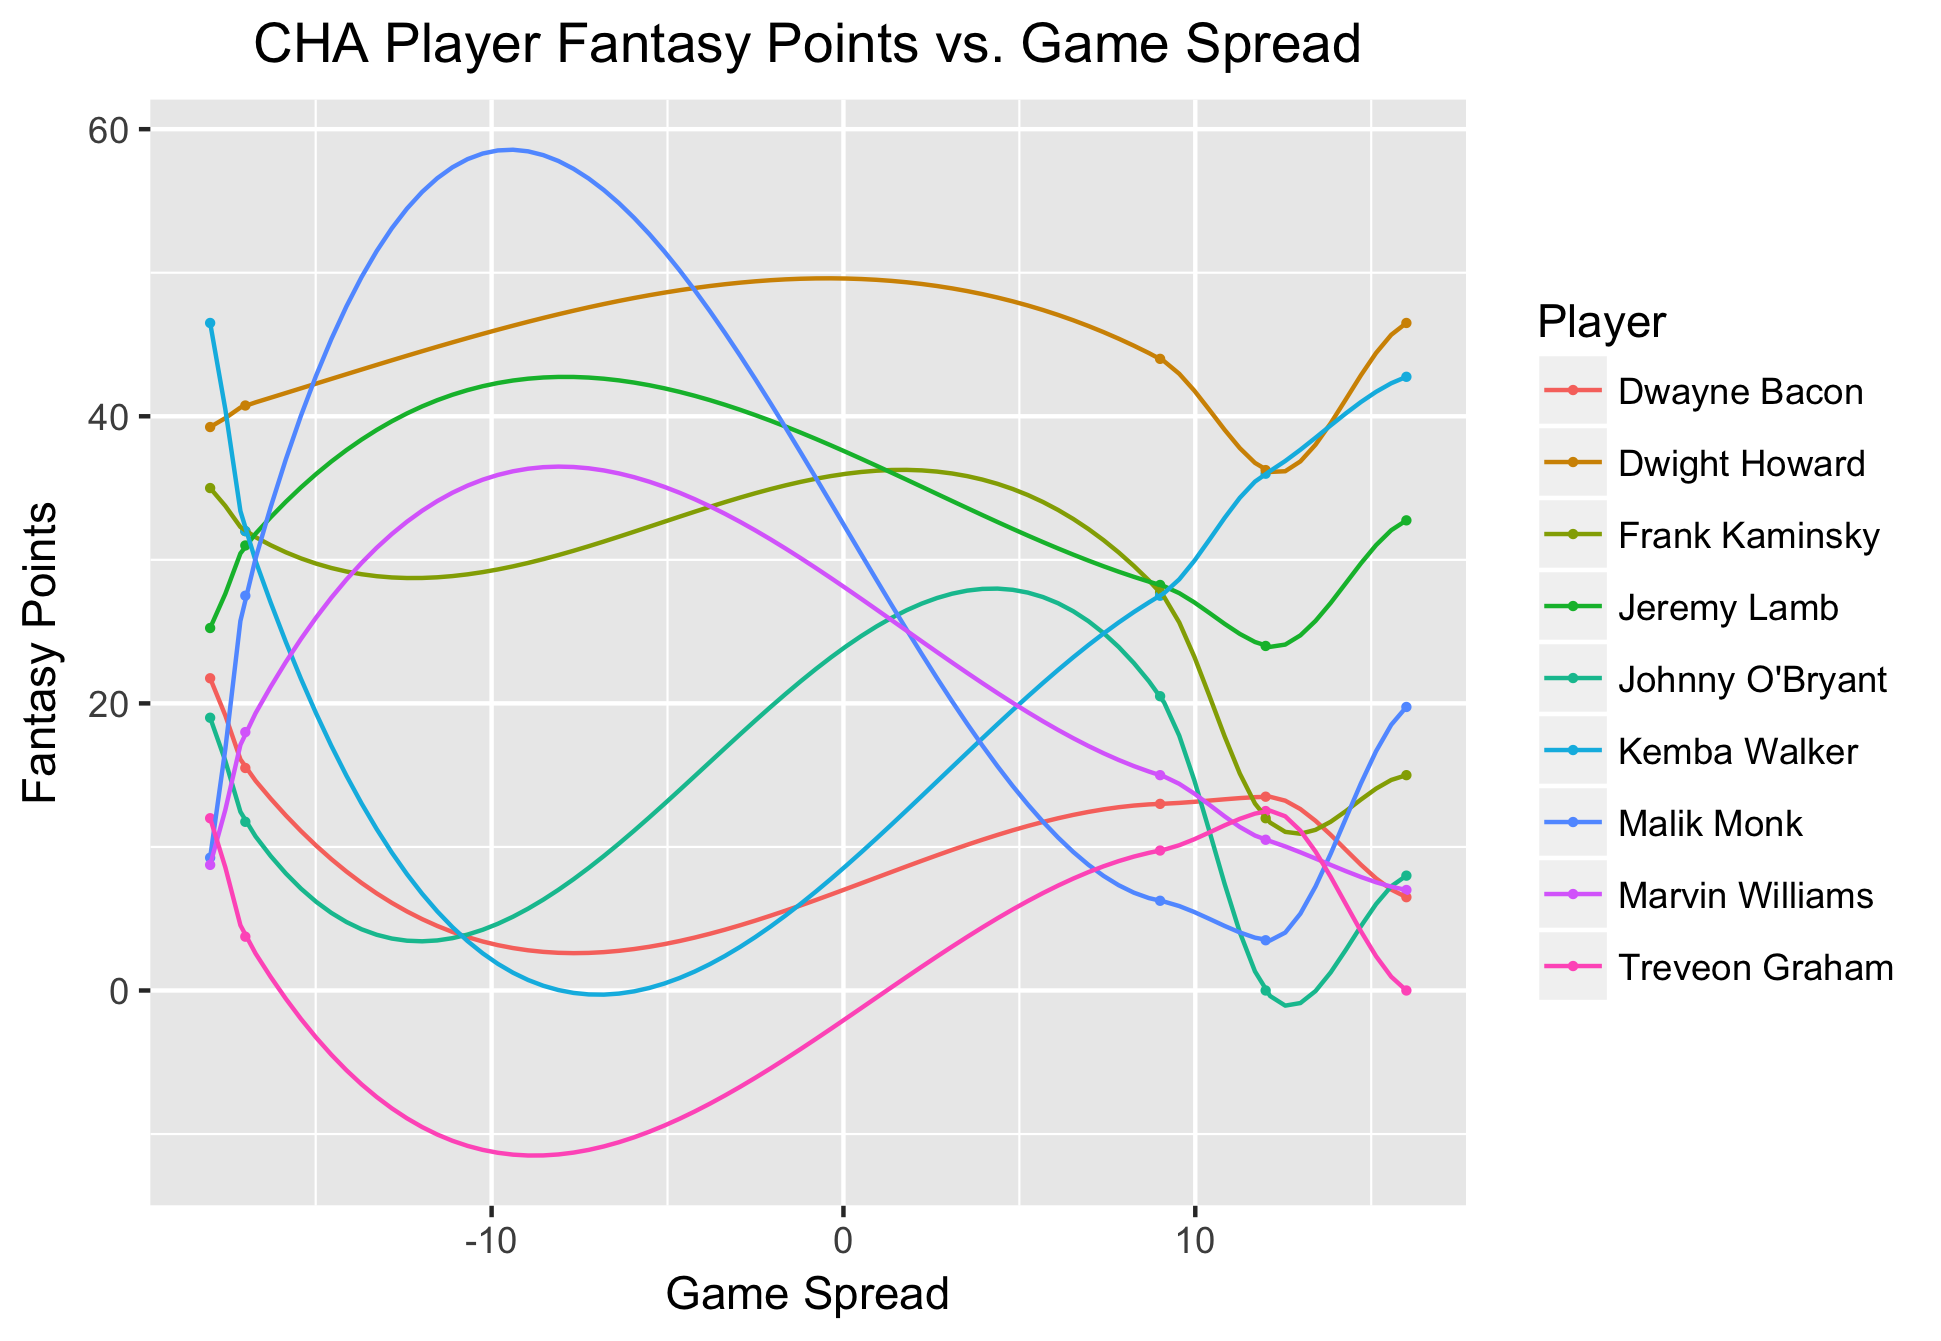 CHA Player Fantasy Points vs. Game Spread
60
40
20
0
Fantasy Points
-10 0 10
Game Spread
Player
Dwayne Bacon
Dwight Howard
Frank Kaminsky
Jeremy Lamb
Johnny O'Bryant
Kemba Walker
Malik Monk
Marvin Williams
Treveon Graham